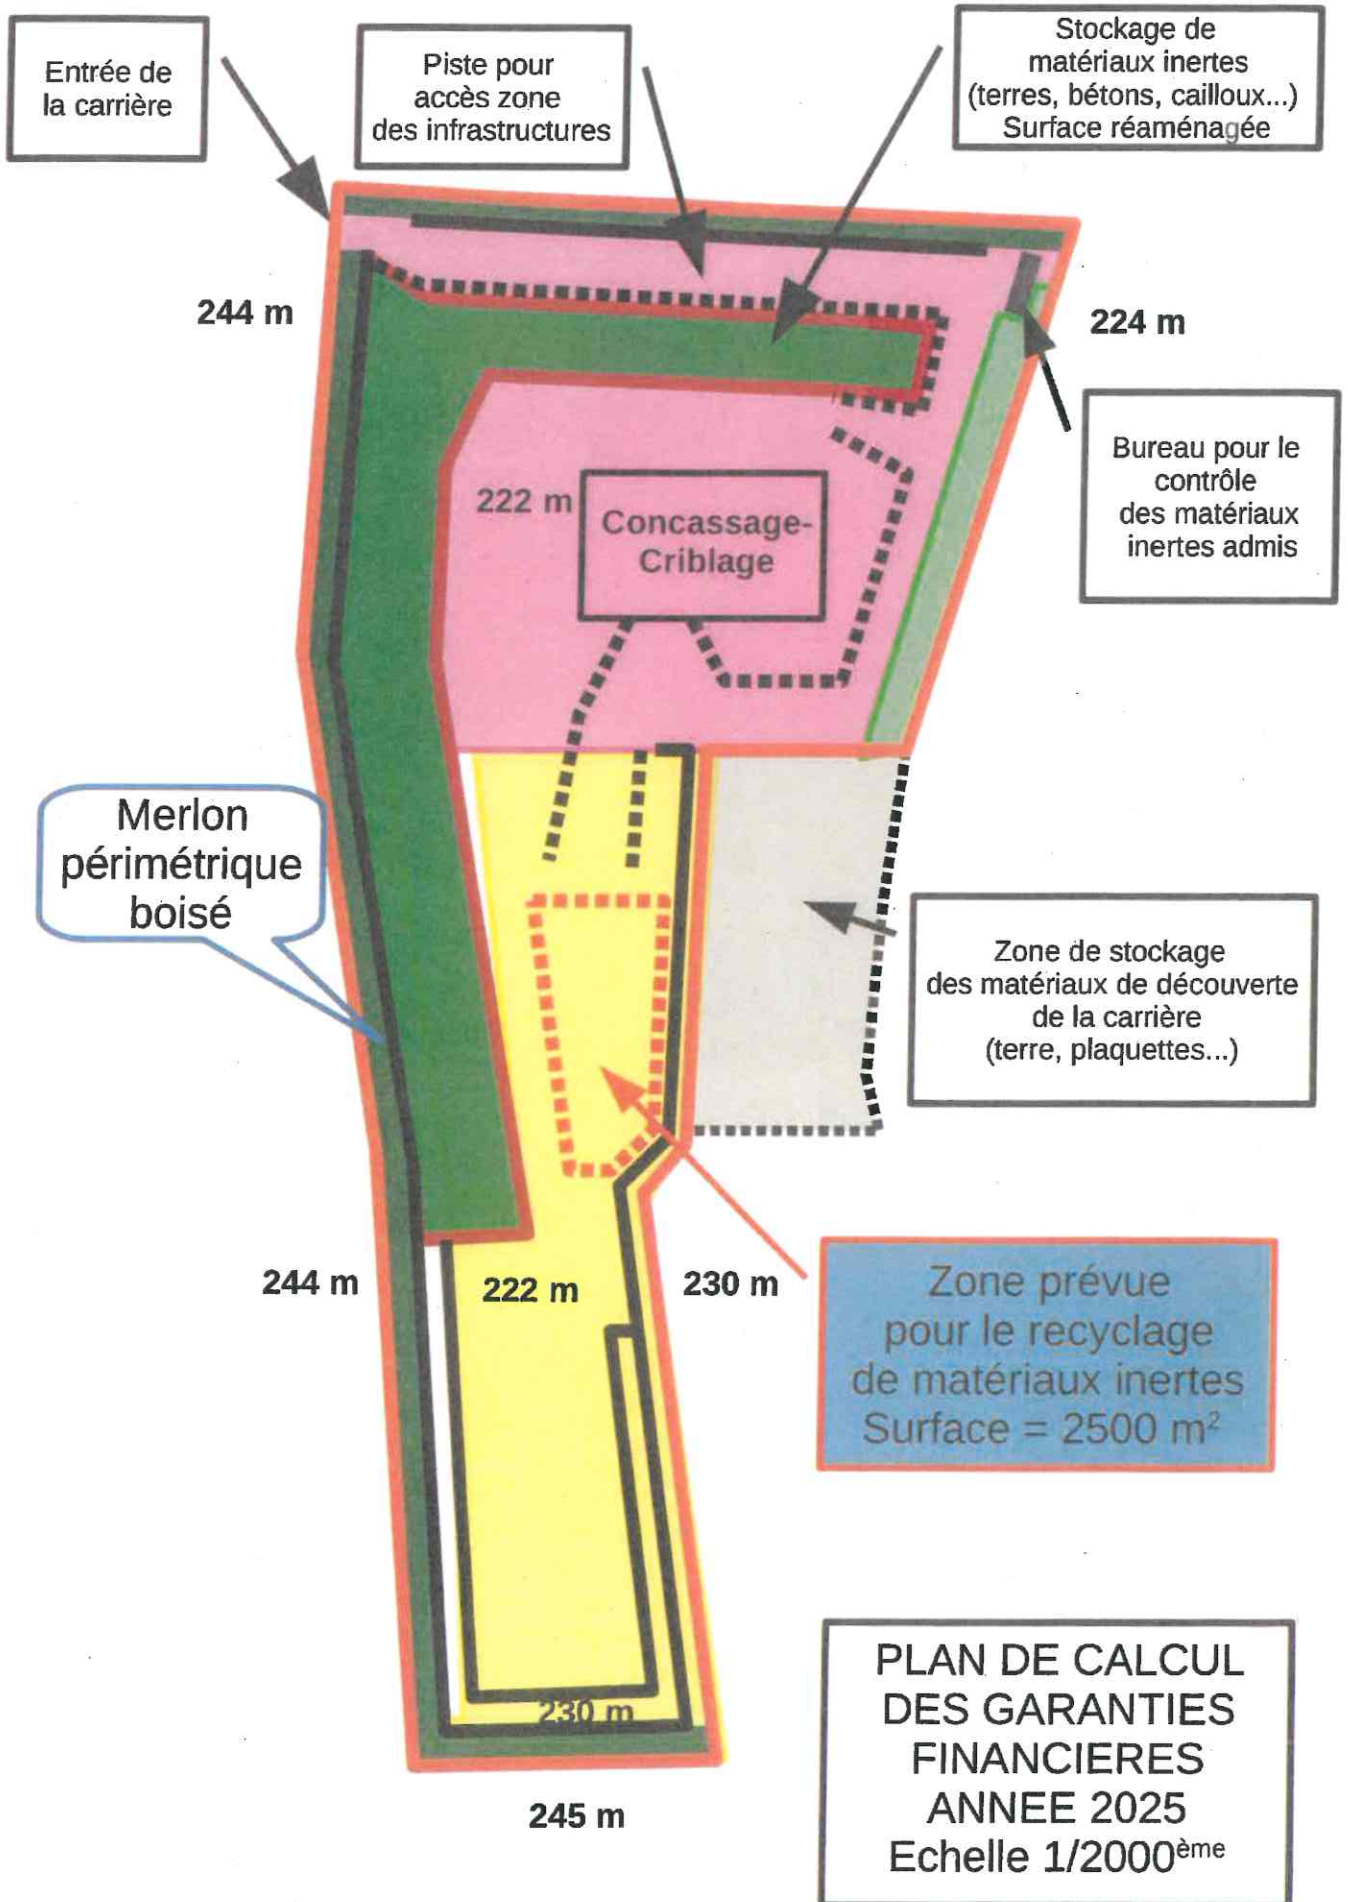 Entrée de
la carrière
Piste pour
accès zone
des infrastructures
Stockage de
matériaux inertes
(terres, bétons, cailloux...)
Surface réaménagée
244 m
224 m
Bureau pour le
contrôle
des matériaux
inertes admis
222 m
Concassage-
Criblage
Merlon
périmétrique
boisé
Zone de stockage
des matériaux de découverte
de la carrière
(terre, plaquettes...)
244 m
222 m
230 m
Zone prévue
pour le recyclage
de matériaux inertes
Surface = 2500 m²
230 m
245 m
PLAN DE CALCUL
DES GARANTIES
FINANCIERES
ANNEE 2025
Echelle 1/2000ème